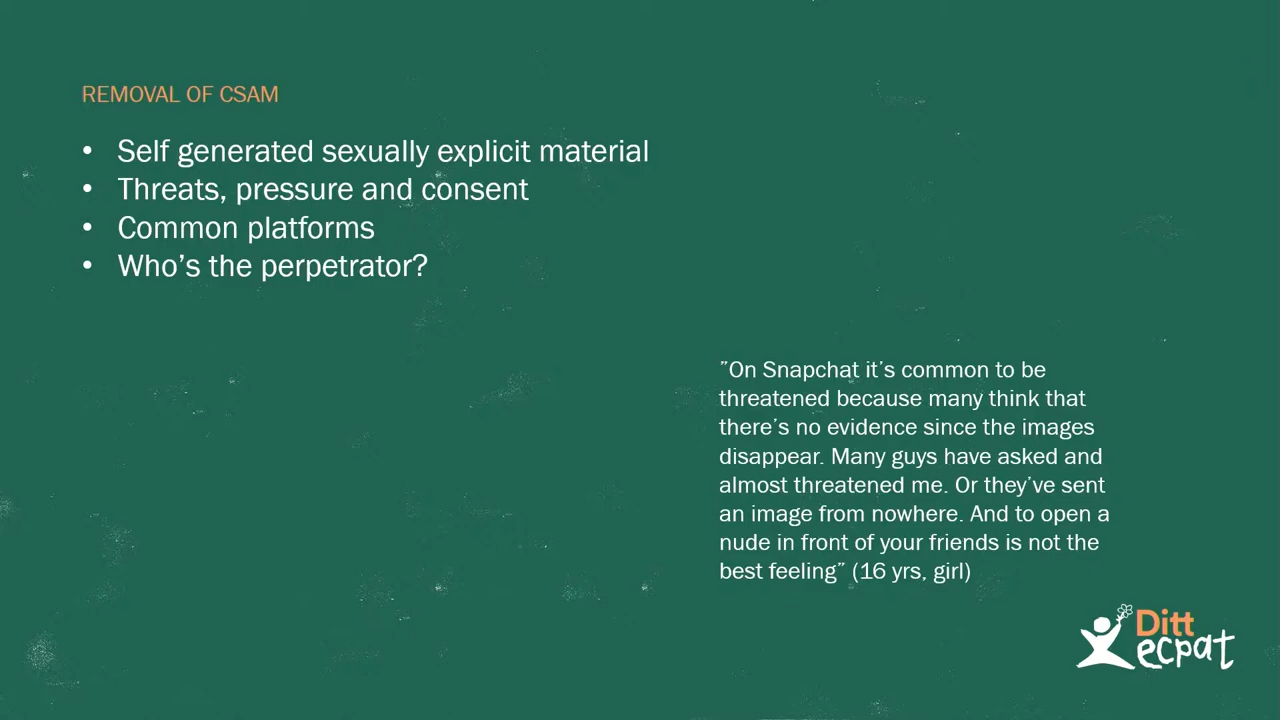 REMOVAL OF CSAM
• Self generated sexually explicit material
• Threats, pressure and consent
• Common platforms
• Who’s the perpetrator?
”On Snapchat it’s common to be
threatened because many think that
there’s no evidence since the images
disappear. Many guys have asked and
almost threatened me. Or they’ve sent
an image from nowhere. And to open a
nude in front of your friends is not the
best feeling” (16 yrs, girl)
Ditt
ecpat